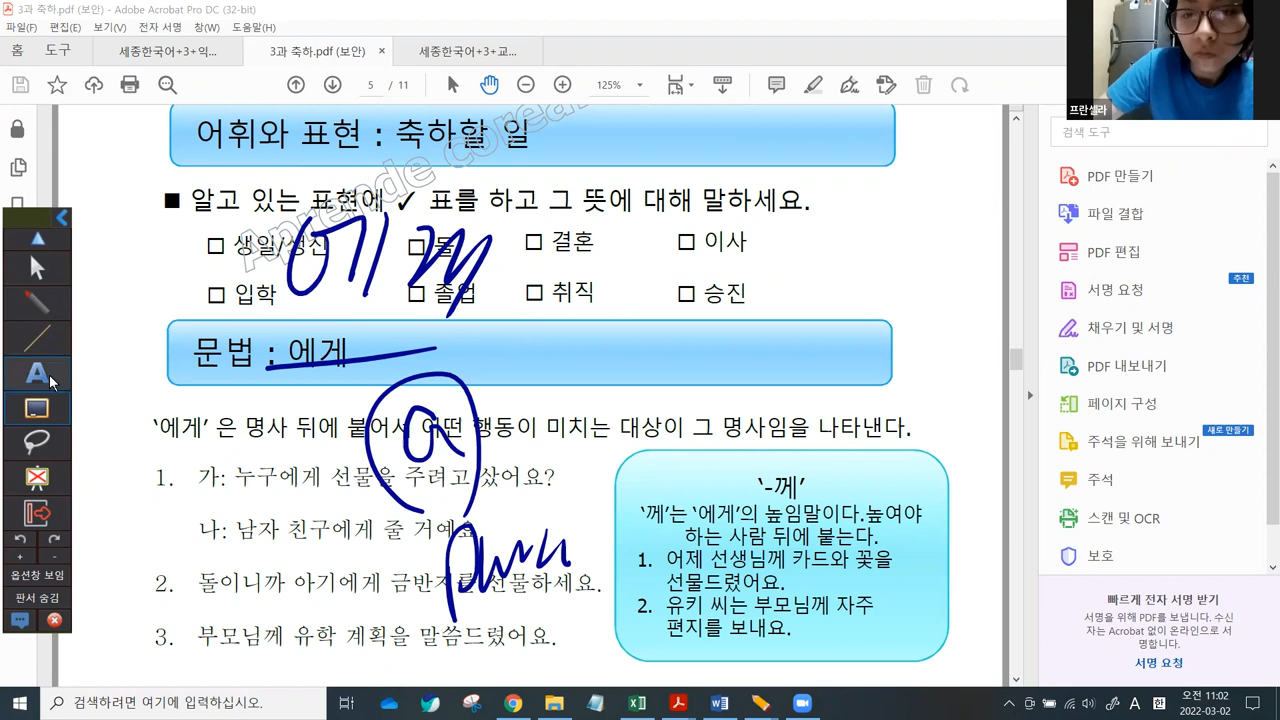 3과 축하.pdf (보안) - Adobe Acrobat Pro DC (32-bit)
파일(F) 편집(E) 보기(V) 전자 서명 창(W) 도움말(H)
홈 도구 세종한국어+3+익... 3과 축하.pdf (보안) × 세종한국어+3+교...
5 / 11 125%
프란셀라
검색 도구
어휘와 표현 : 축하할 일
Aprende corea
■ 알고 있는 표현에 ✓ 표를 하고 그 뜻에 대해 말하세요.
□ 생일/생신 □ 돌 □ 결혼 □ 이사
□ 입학 □ 졸업 □ 취직 □ 승진
에게
문법 : 에게
a
para
‘에게’ 은 명사 뒤에 붙어서 어떤 행동이 미치는 대상이 그 명사임을 나타낸다.
1. 가: 누구에게 선물을 주려고 샀어요?
나: 남자 친구에게 줄 거예요
2. 돌이니까 아기에게 금반지를 선물하세요.
3. 부모님께 유학 계획을 말씀드렸어요.
‘-께’
‘께’는 ‘에게’의 높임말이다.높여야
하는 사람 뒤에 붙는다.
1. 어제 선생님께 카드와 꽃을
선물드렸어요.
2. 유키 씨는 부모님께 자주
편지를 보내요.
PDF 만들기
파일 결합
PDF 편집
추천
서명 요청
채우기 및 서명
PDF 내보내기
페이지 구성
새로 만들기
주석을 위해 보내기
주석
스캔 및 OCR
보호
빠르게 전자 서명 받기
서명을 위해 PDF를 보냅니다. 수신
자는 Acrobat 없이 온라인으로 서
명합니다.
서명 요청
A
+ -
옵션창 보임
판서 숨김
검색하려면 여기에 입력하십시오.
A 한
오전 11:02
2022-03-02